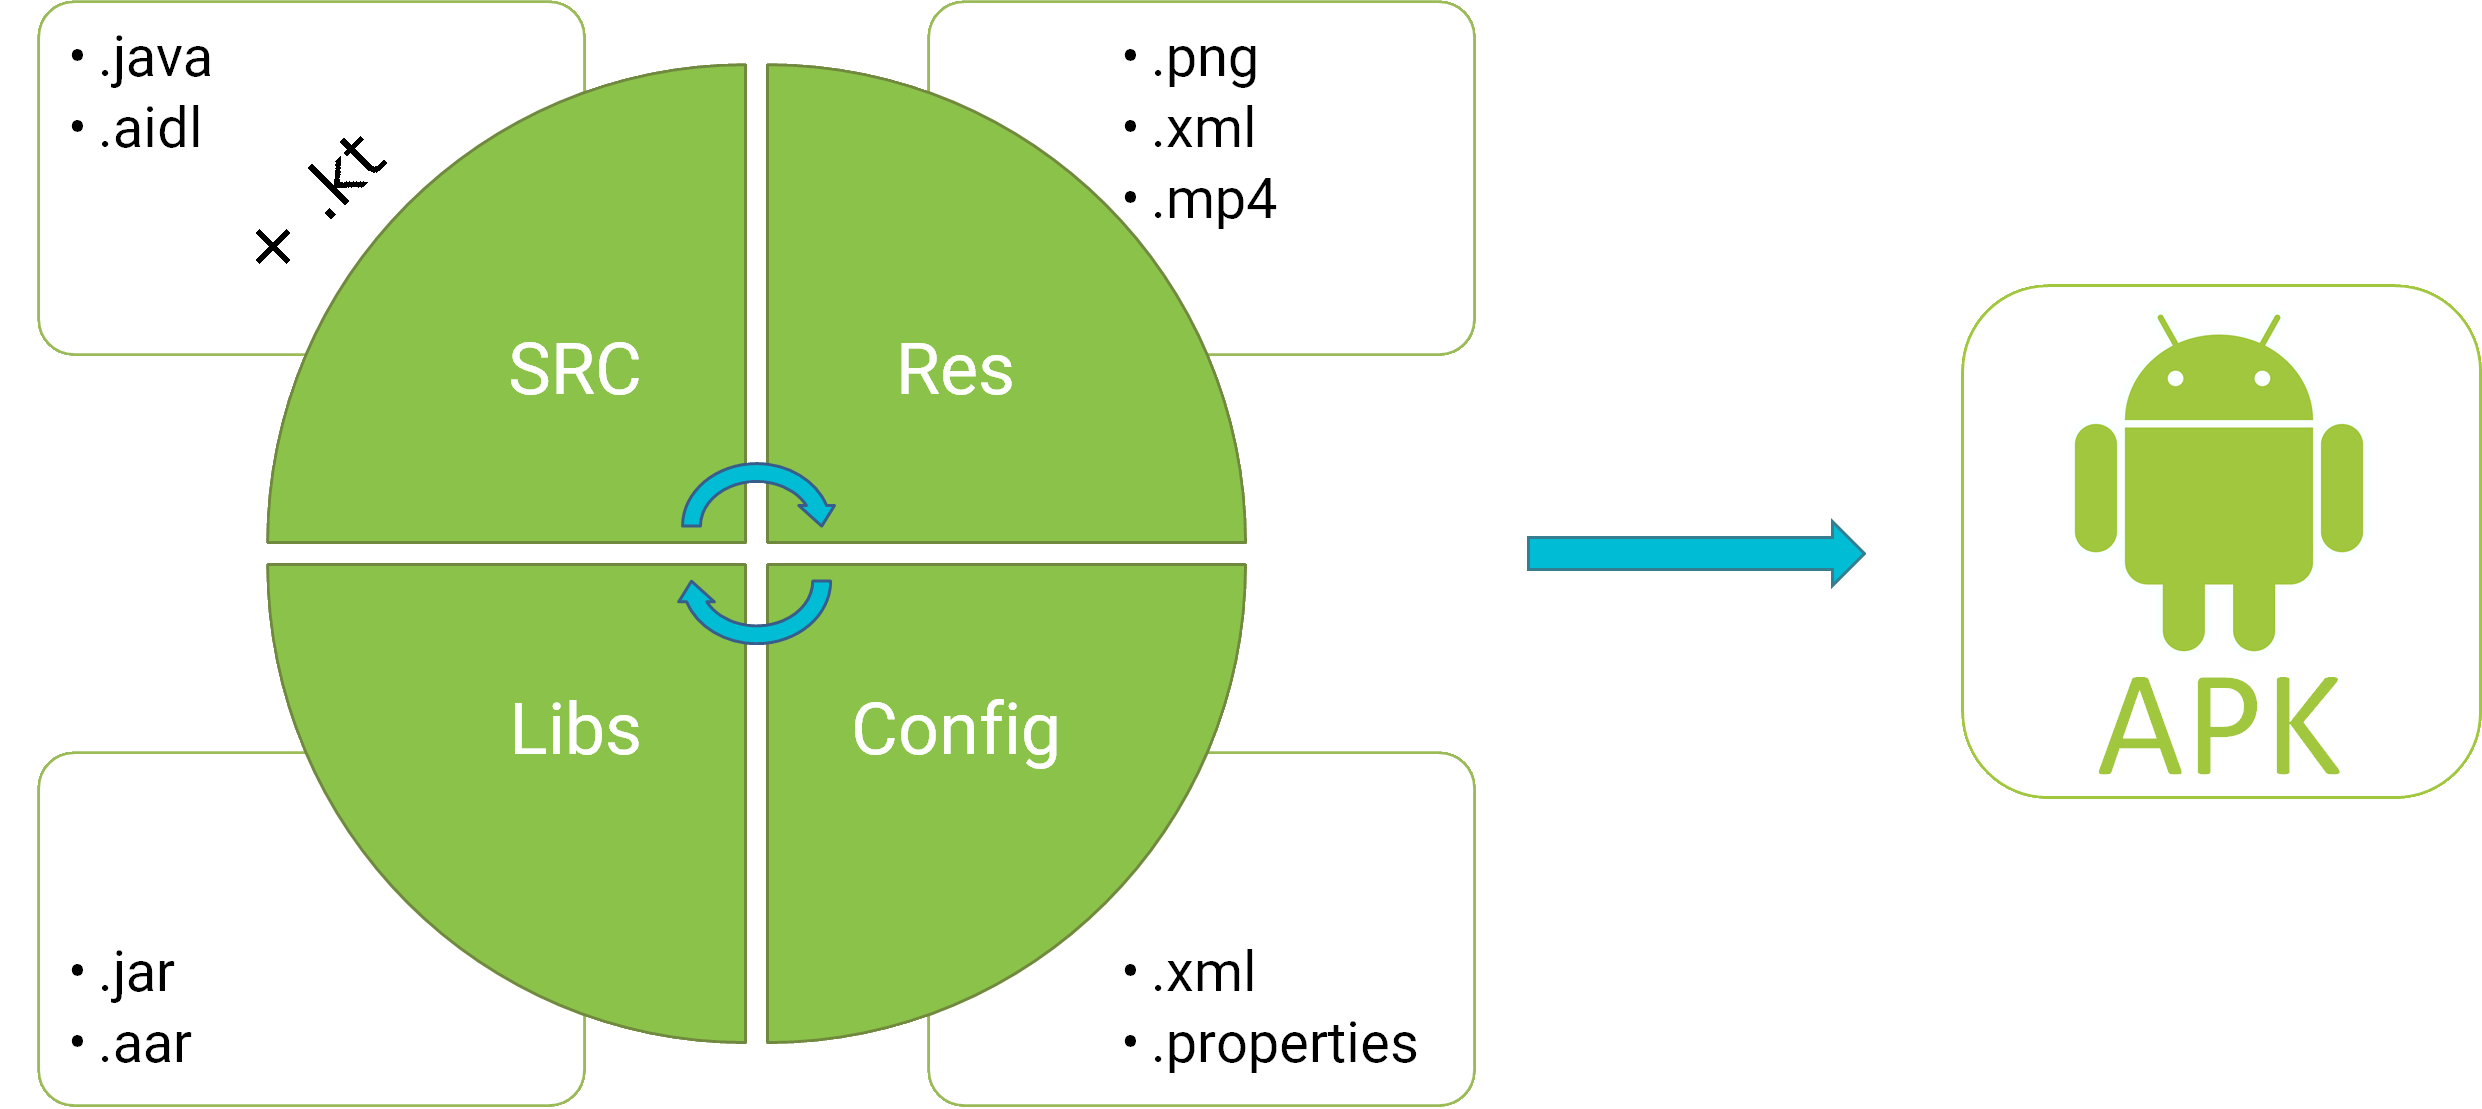 • .java
• .aidl
+ .kt
• .png
• .xml
• .mp4
SRC
Res
Libs
Config
• .jar
• .aar
• .xml
• .properties
APK